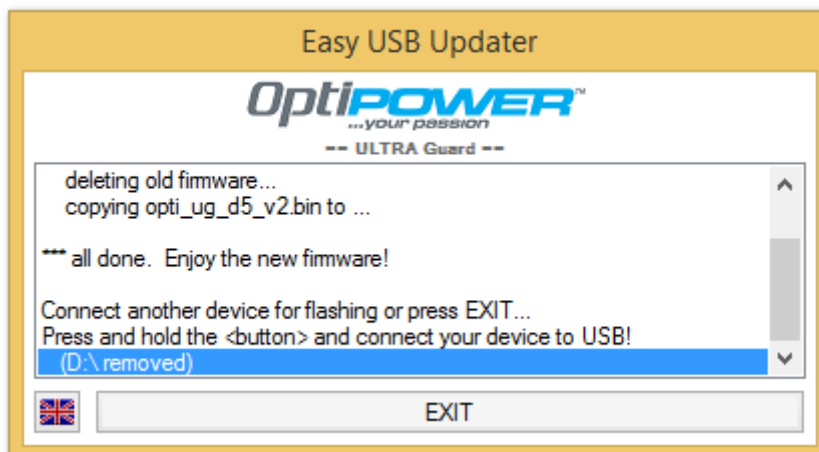 Easy USB Updater
OptiPOWER™
...your passion
-- ULTRA Guard --
deleting old firmware...
copying opti_ug_d5_v2.bin to ...
*** all done. Enjoy the new firmware!
Connect another device for flashing or press EXIT...
Press and hold the <button> and connect your device to USB!
(D:\ removed)
EXIT